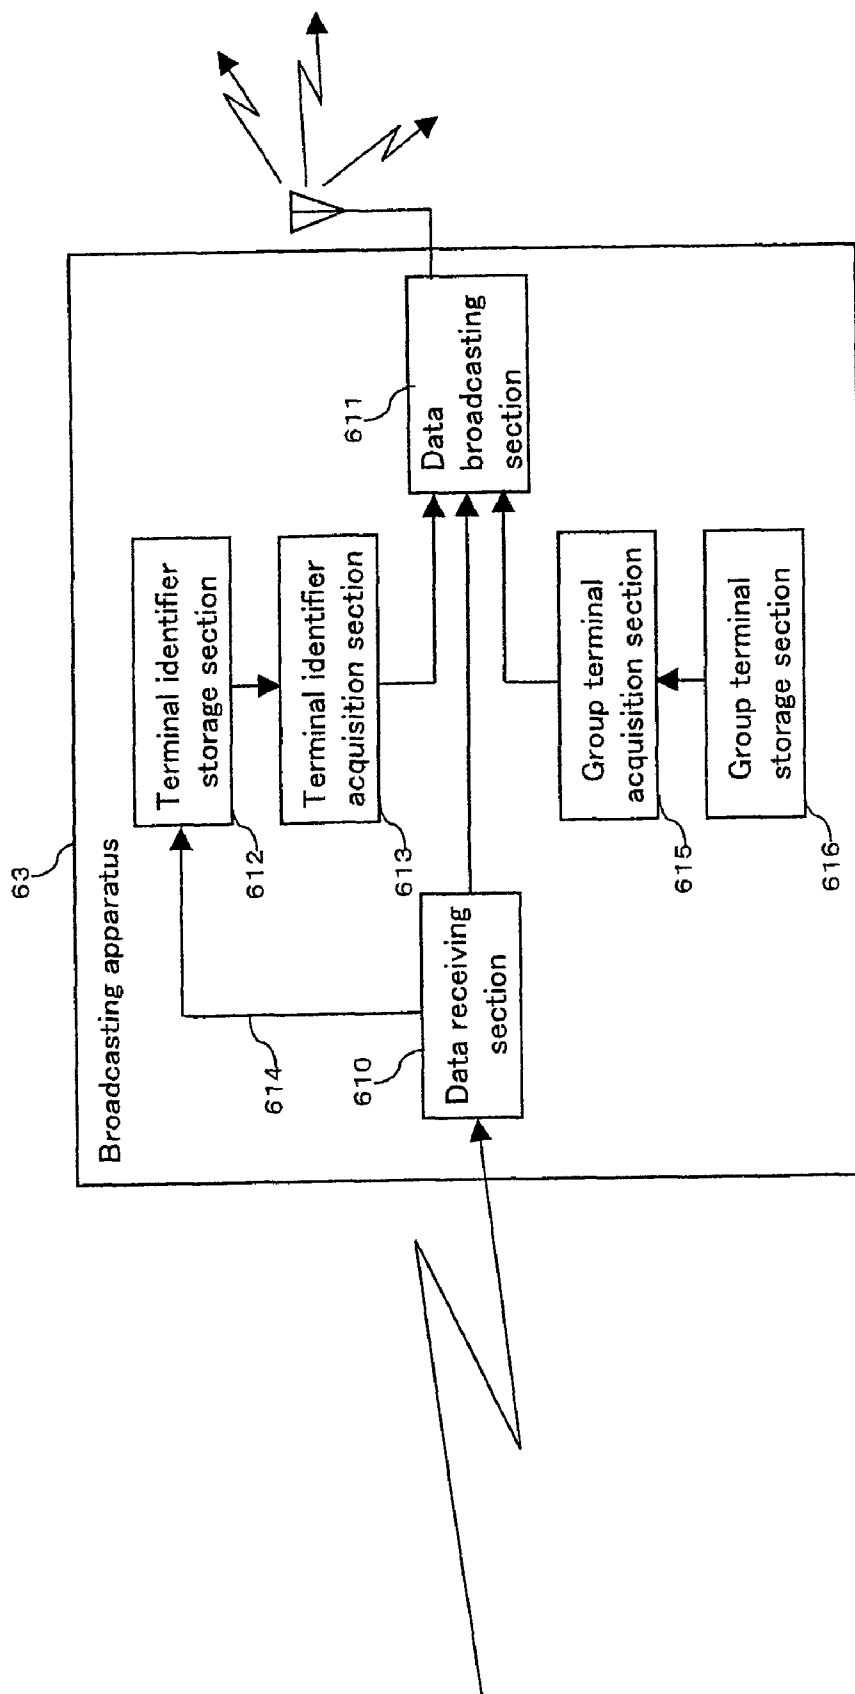 63
Broadcasting apparatus
Terminal identifier
storage section
612
Terminal identifier
acquisition section
613
614
610
Data receiving
section
611
Data
broadcasting
section
Group terminal
acquisition section
615
Group terminal
storage section
616